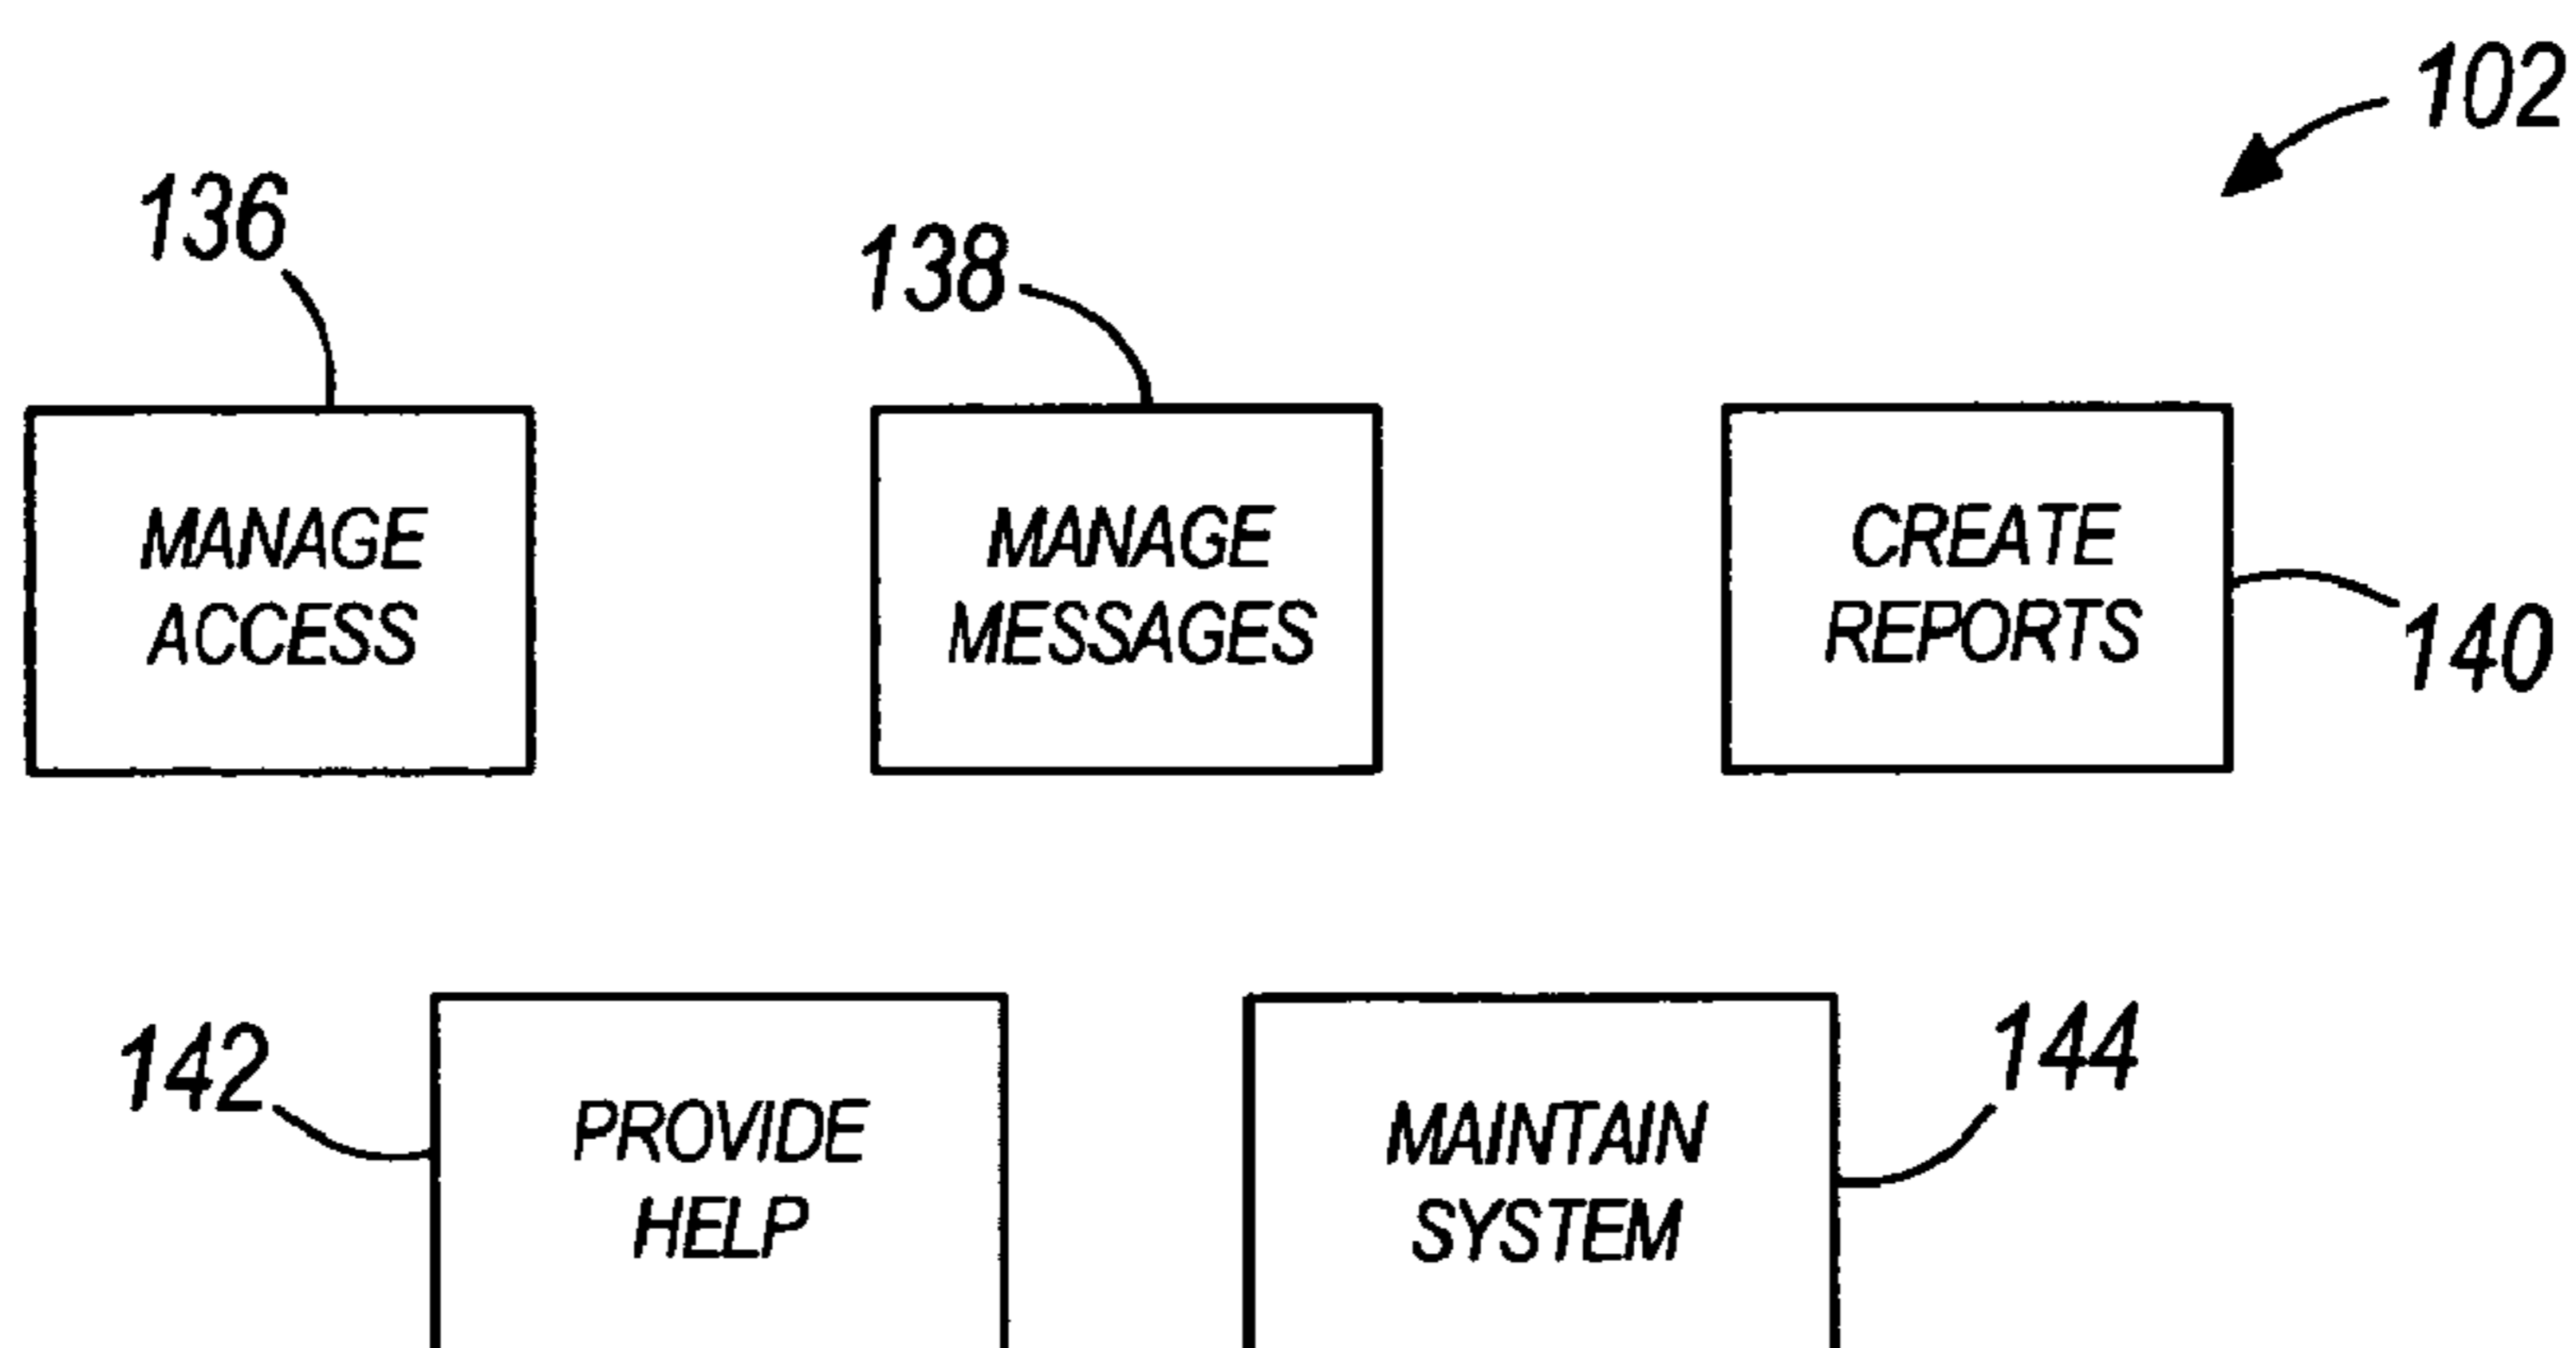 102
136
138
MANAGE
ACCESS
MANAGE
MESSAGES
CREATE
REPORTS
140
142
PROVIDE
HELP
MAINTAIN
SYSTEM
144